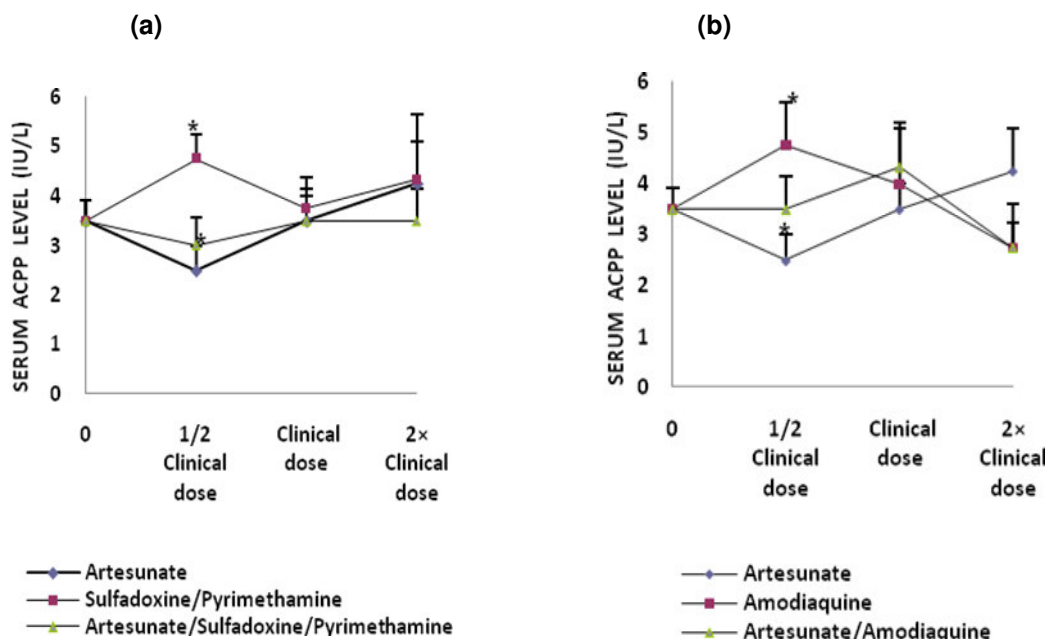 (a)
SERUM ACPP LEVEL (IU/L)
6
5
4
3
2
1
0
*
*
0
1/2
Clinical
dose
Clinical
dose
2×
Clinical
dose
Artesunate
Sulfadoxine/Pyrimethamine
Artesunate/Sulfadoxine/Pyrimethamine
(b)
SERUM ACPP LEVEL (IU/L)
6
5
4
3
2
1
0
*
*
0
1/2
Clinical
dose
Clinical
dose
2×
Clinical
dose
Artesunate
Amodiaquine
Artesunate/Amodiaquine